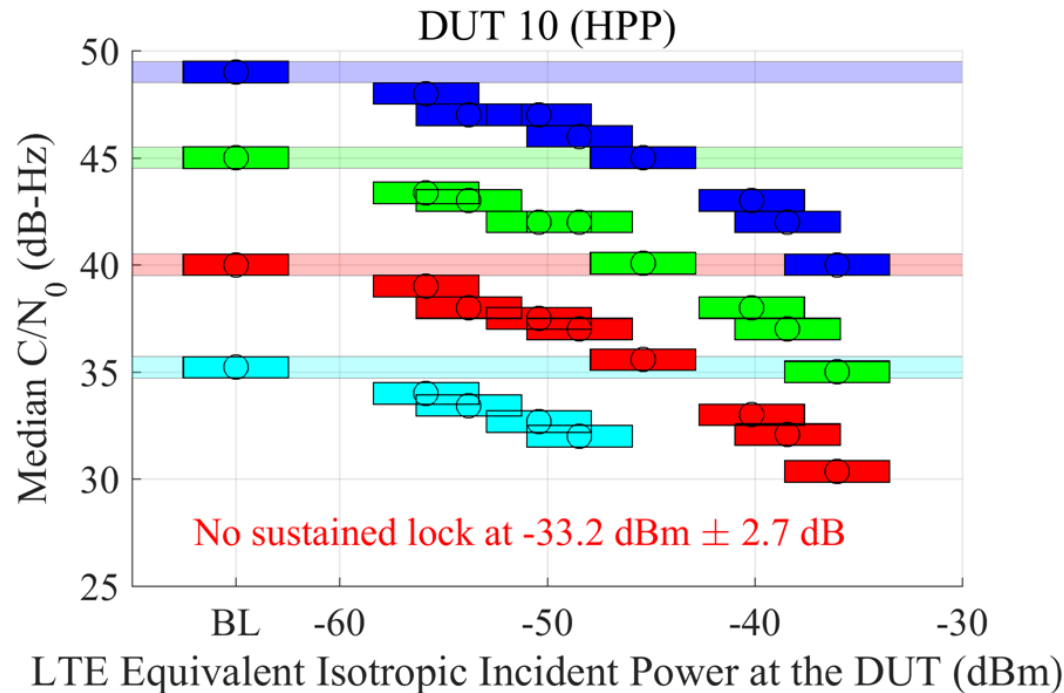 DUT 10 (HPP)
Median C/N₀ (dB-Hz)
50
45
40
35
30
25
No sustained lock at -33.2 dBm ± 2.7 dB
BL -60 -50 -40 -30
LTE Equivalent Isotropic Incident Power at the DUT (dBm)